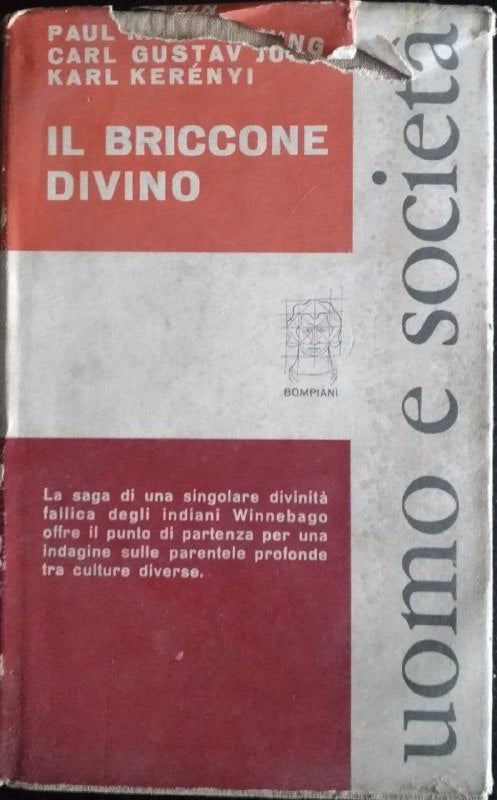 PAUL
CARL GUSTAV
KARL KERÉNYI
IL BRICCONE
DIVINO
BOMPIANI
La saga di una singolare divinità
fallica degli indiani Winnebago
offre il punto di partenza per una
indagine sulle parentele profonde
tra culture diverse.
uomo e società